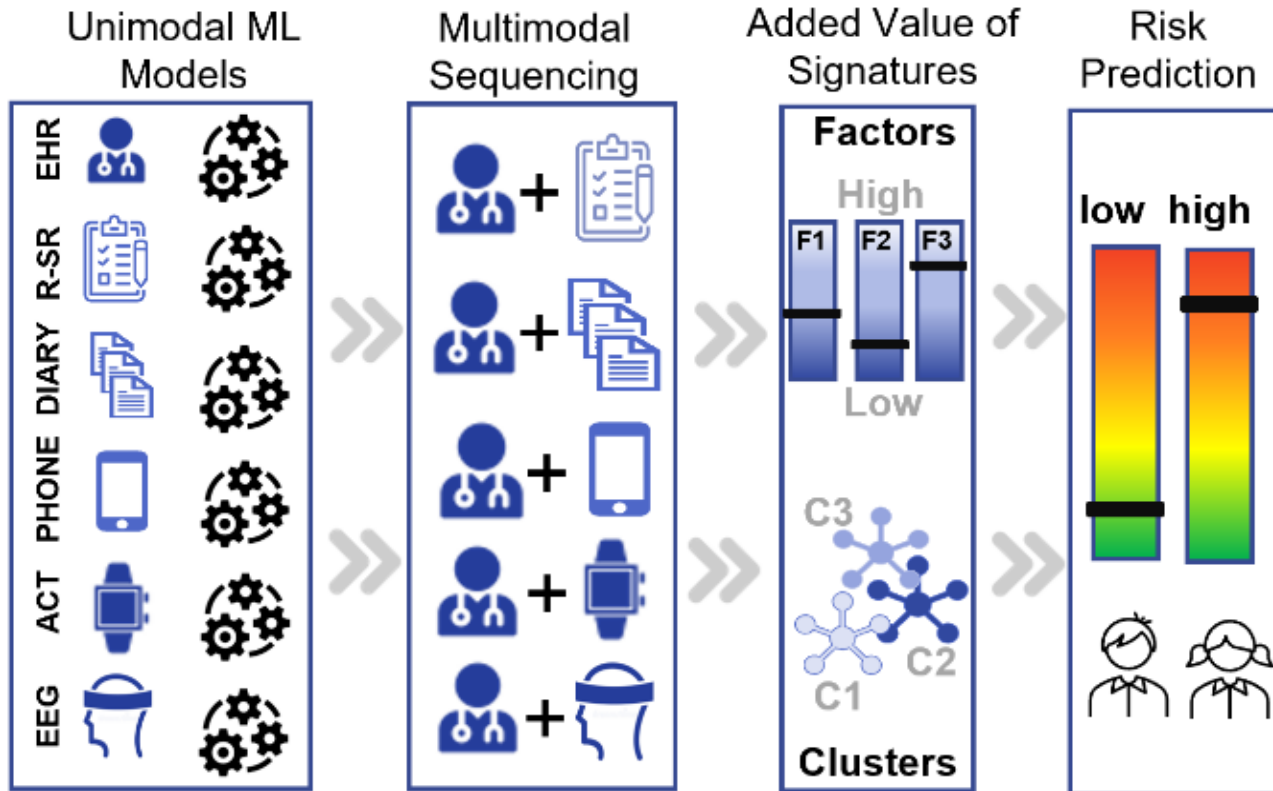 Unimodal ML
Models
Multimodal
Sequencing
Added Value of
Signatures
Risk
Prediction
EHR
R-SR
DIARY
PHONE
ACT
EEG
+
+
+
+
+
Factors
High
F1 F2 F3
Low
C3
C2
C1
Clusters
low high